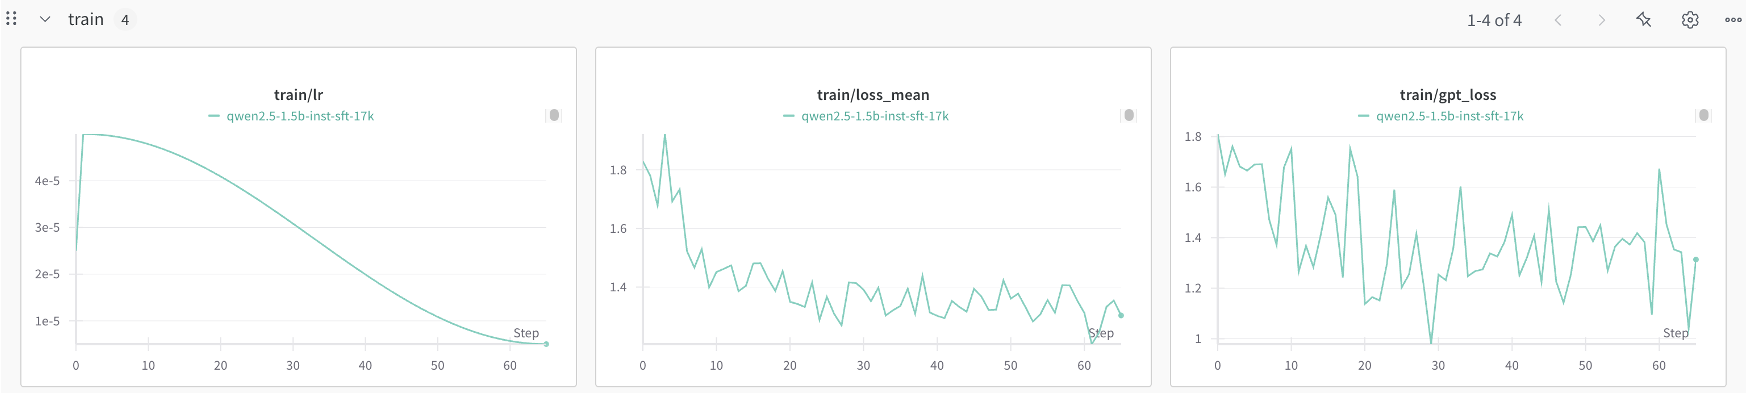 train 4
1-4 of 4
train/lr
qwen2.5-1.5b-inst-sft-17k
4e-5
3e-5
2e-5
1e-5
Step
0 10 20 30 40 50 60
train/loss_mean
qwen2.5-1.5b-inst-sft-17k
1.8
1.6
1.4
Step
0 10 20 30 40 50 60
train/gpt_loss
qwen2.5-1.5b-inst-sft-17k
1.8
1.6
1.4
1.2
1
Step
0 10 20 30 40 50 60